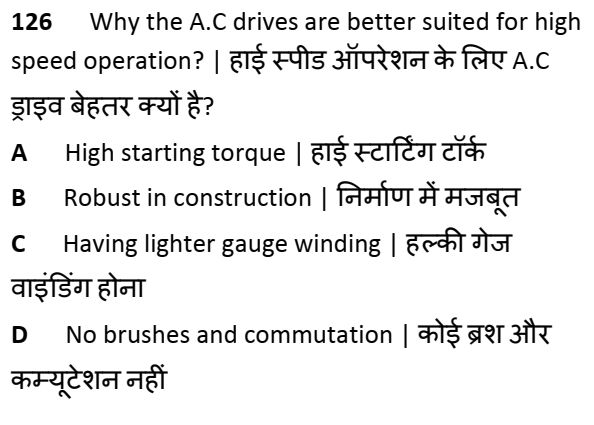 126 Why the A.C drives are better suited for high
speed operation? | हाई स्पीड ऑपरेशन के लिए A.C
ड्राइव बेहतर क्यों है?
A High starting torque | हाई स्टार्टिंग टॉर्क
B Robust in construction | निर्माण में मजबूत
C Having lighter gauge winding | हल्की गेज
वाइंडिंग होना
D No brushes and commutation | कोई ब्रश और
कम्यूटेशन नहीं